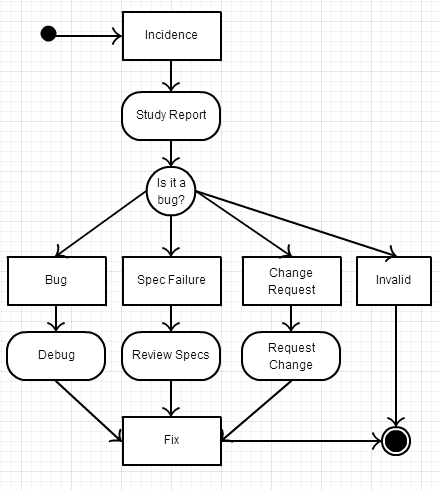 Incidence
Study Report
Is it a
bug?
Bug
Spec Failure
Change
Request
Invalid
Debug
Review Specs
Request
Change
Fix